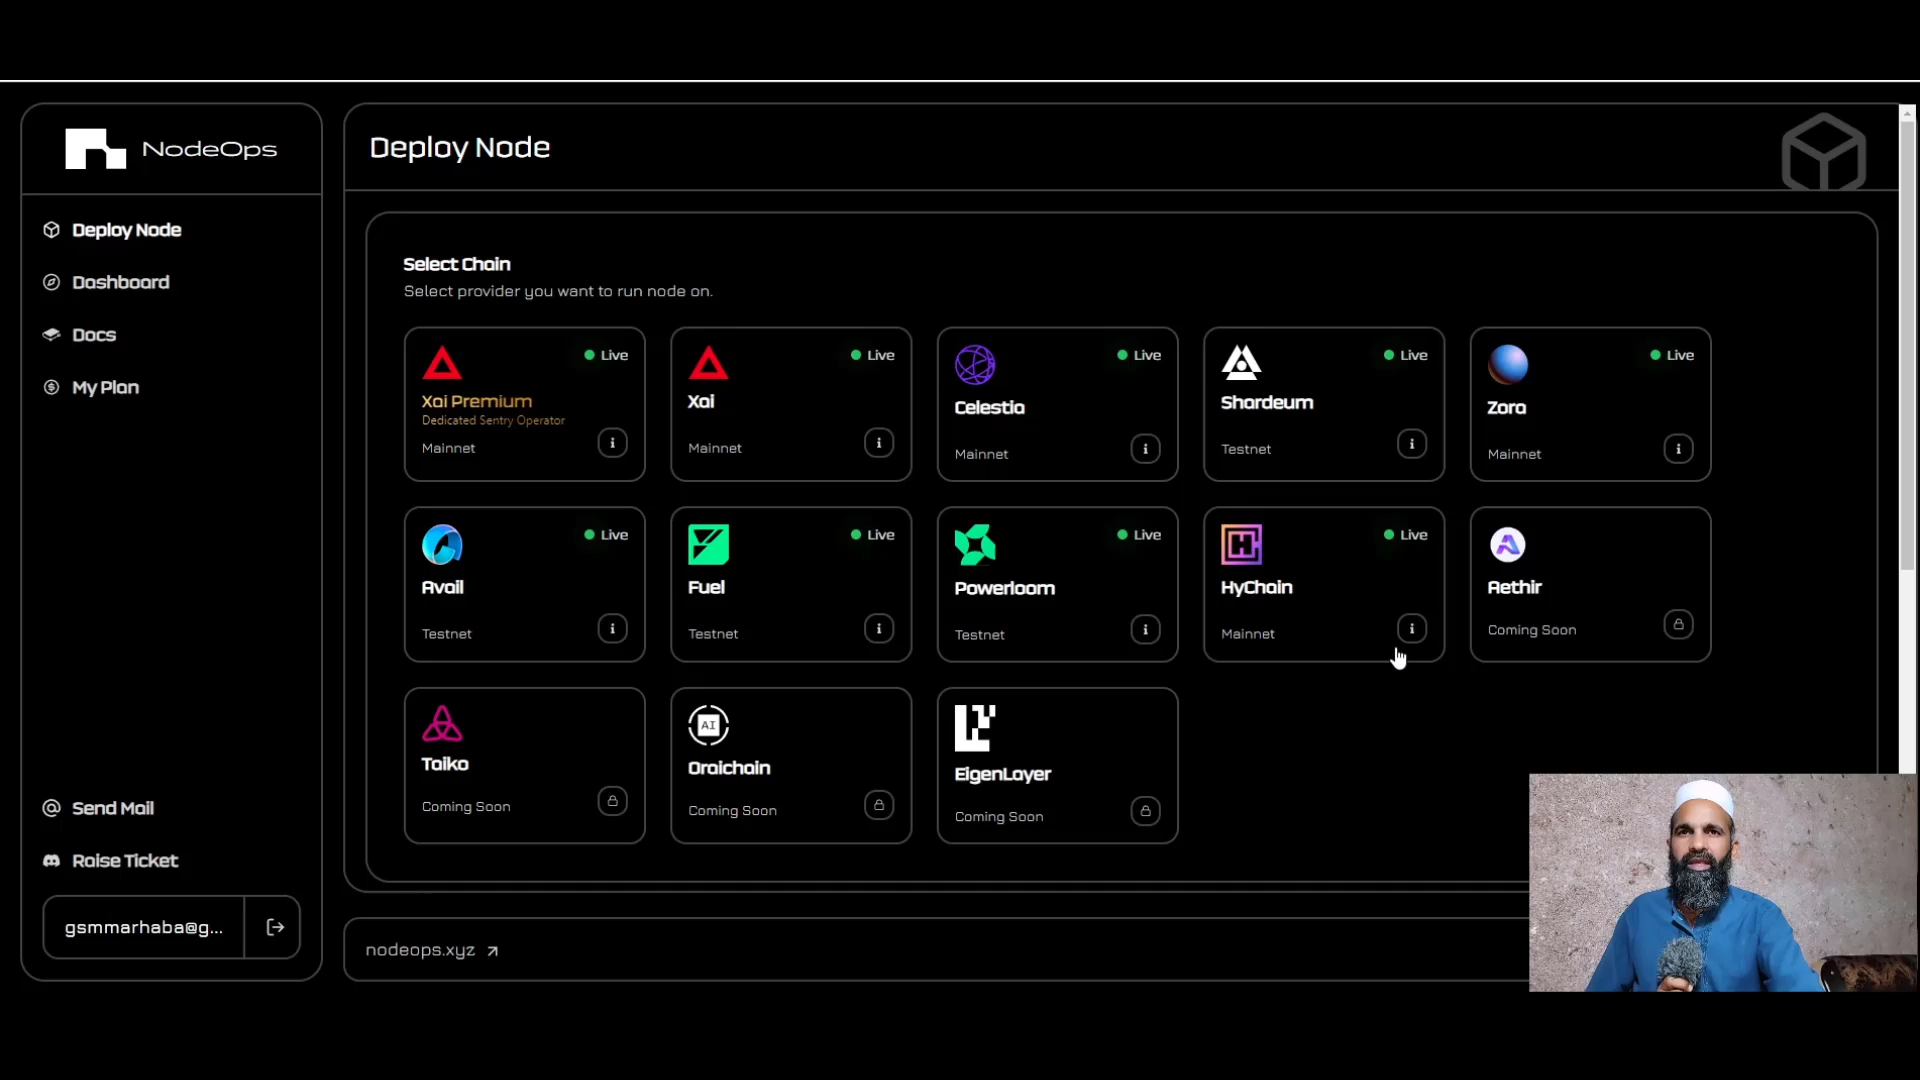 NodeOps
Deploy Node
Dashboard
Docs
My Plan
Send Mail
Raise Ticket
gsmmarhaba@g...
Deploy Node
Select Chain
Select provider you want to run node on.
Live
Xai Premium
Dedicated Sentry Operator
Mainnet
Live
Xai
Mainnet
Live
Celestia
Mainnet
Live
Shardeum
Testnet
Live
Zora
Mainnet
Live
Avail
Testnet
Live
Fuel
Testnet
Live
Powerloom
Testnet
Live
HyChain
Mainnet
Aethir
Coming Soon
Taiko
Coming Soon
AI
Oraichain
Coming Soon
EigenLayer
Coming Soon
nodeops.xyz